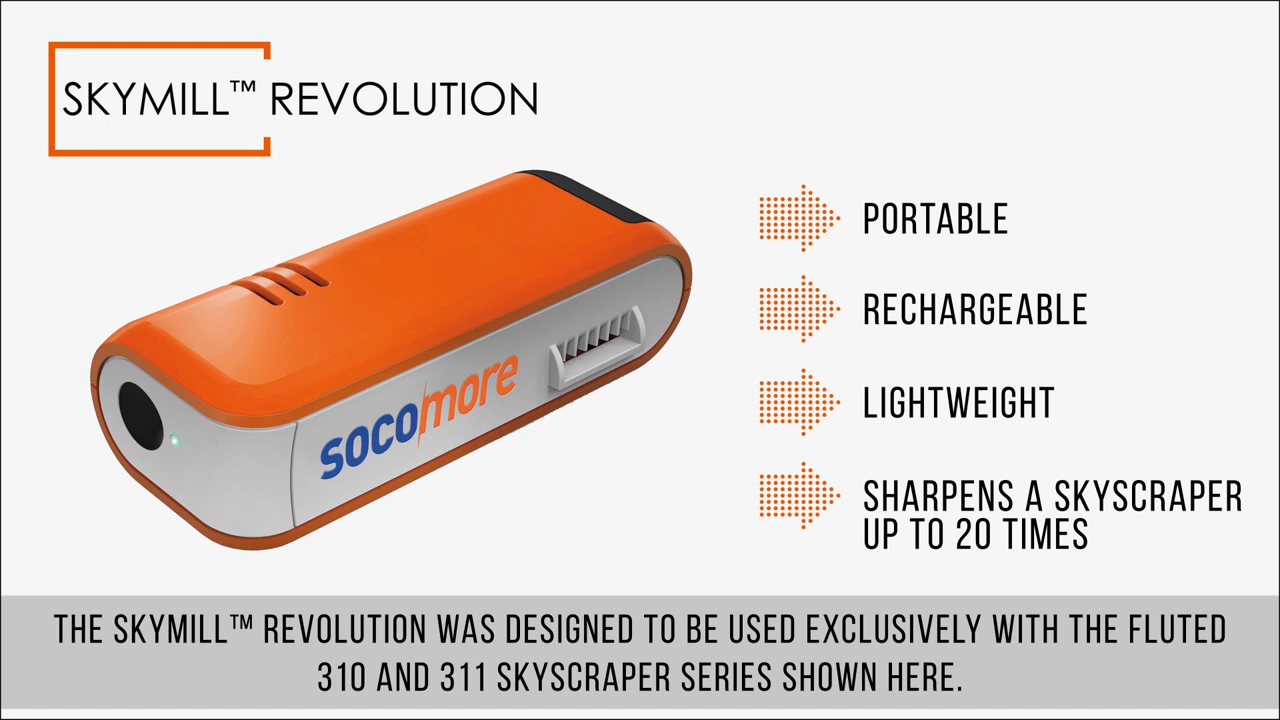 SKYMILL™ REVOLUTION
socomore
PORTABLE
RECHARGEABLE
LIGHTWEIGHT
SHARPENS A SKYSCRAPER
UP TO 20 TIMES
THE SKYMILL™ REVOLUTION WAS DESIGNED TO BE USED EXCLUSIVELY WITH THE FLUTED
310 AND 311 SKYSCRAPER SERIES SHOWN HERE.